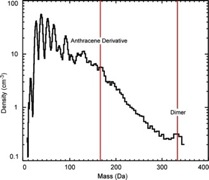 100
Anthracene Derivative
10
Density (cm⁻³)
1
Dimer
0.1
0 100 200 300 400
Mass (Da)